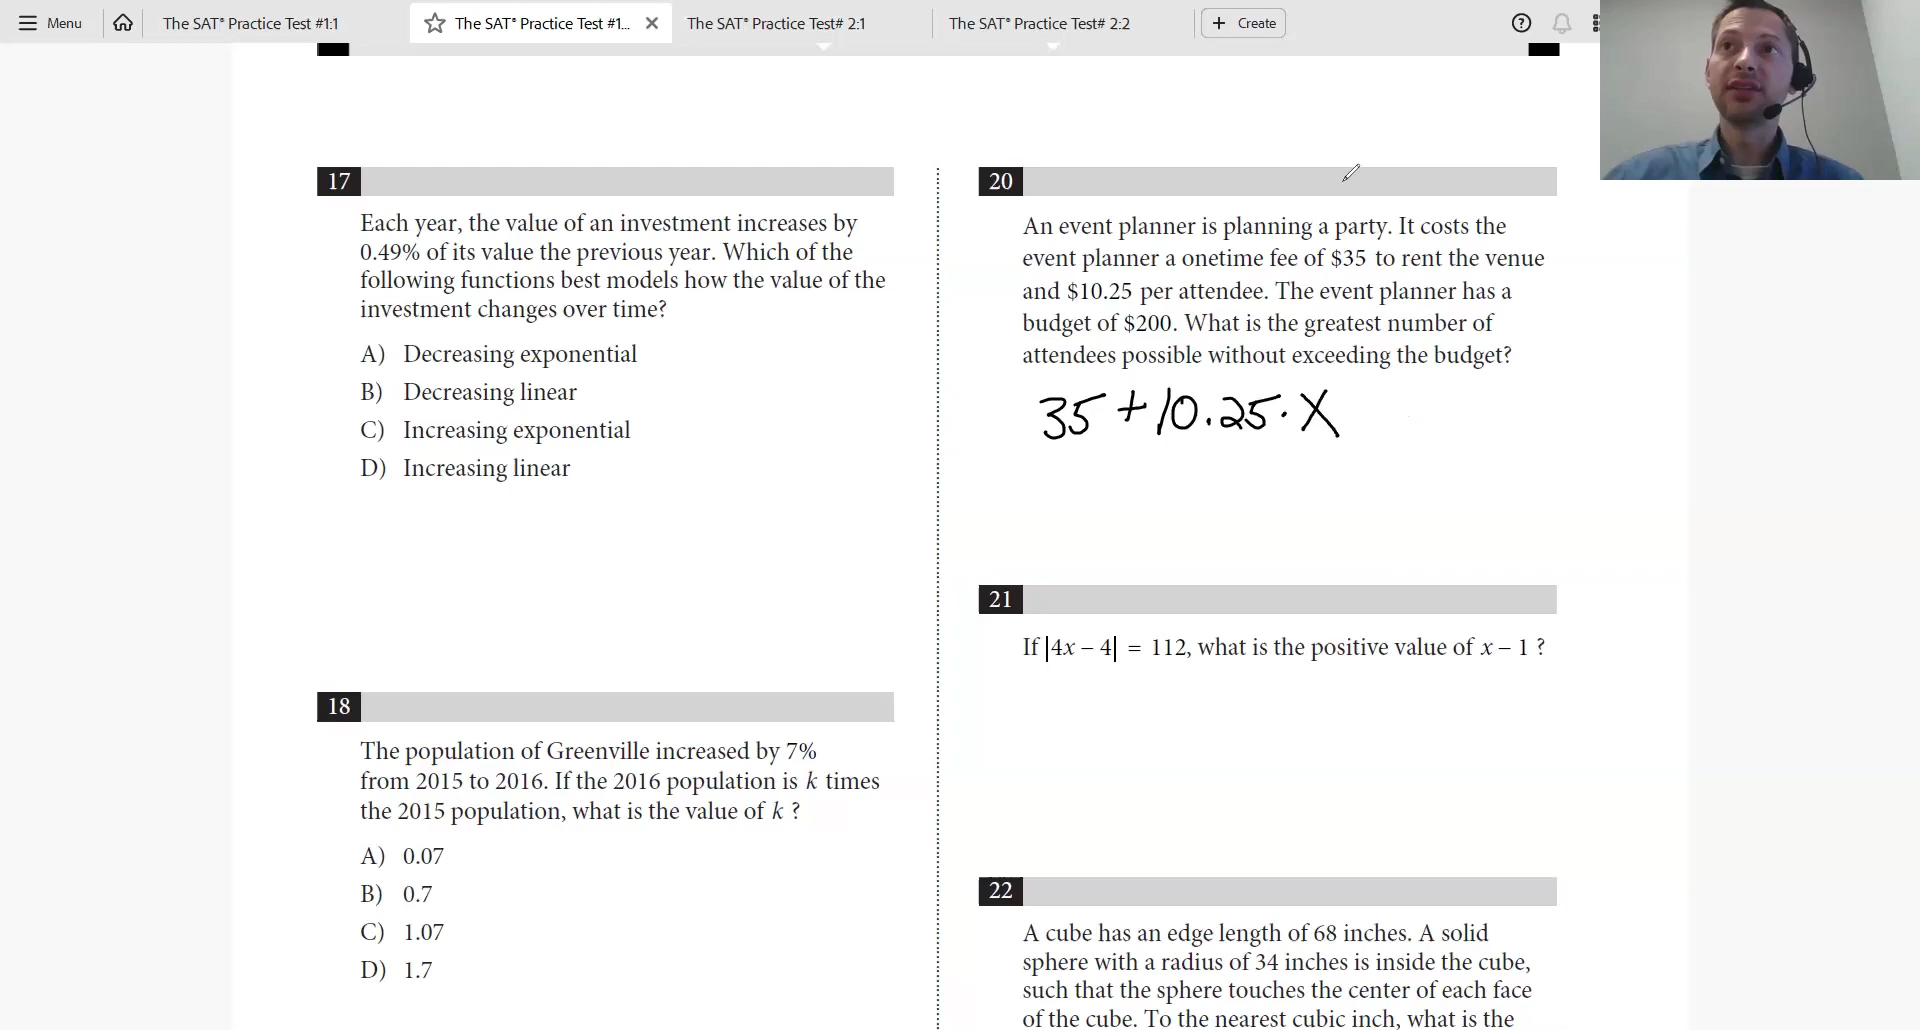 Menu
The SAT® Practice Test #1:1
The SAT® Practice Test #1...
The SAT® Practice Test# 2:1
The SAT® Practice Test# 2:2
+ Create
17
Each year, the value of an investment increases by
0.49% of its value the previous year. Which of the
following functions best models how the value of the
investment changes over time?
A) Decreasing exponential
B) Decreasing linear
C) Increasing exponential
D) Increasing linear
18
The population of Greenville increased by 7%
from 2015 to 2016. If the 2016 population is k times
the 2015 population, what is the value of k ?
A) 0.07
B) 0.7
C) 1.07
D) 1.7
20
An event planner is planning a party. It costs the
event planner a onetime fee of $35 to rent the venue
and $10.25 per attendee. The event planner has a
budget of $200. What is the greatest number of
attendees possible without exceeding the budget?
35 + 10.25 · X
21
If |4x − 4| = 112, what is the positive value of x − 1 ?
22
A cube has an edge length of 68 inches. A solid
sphere with a radius of 34 inches is inside the cube,
such that the sphere touches the center of each face
of the cube. To the nearest cubic inch, what is the